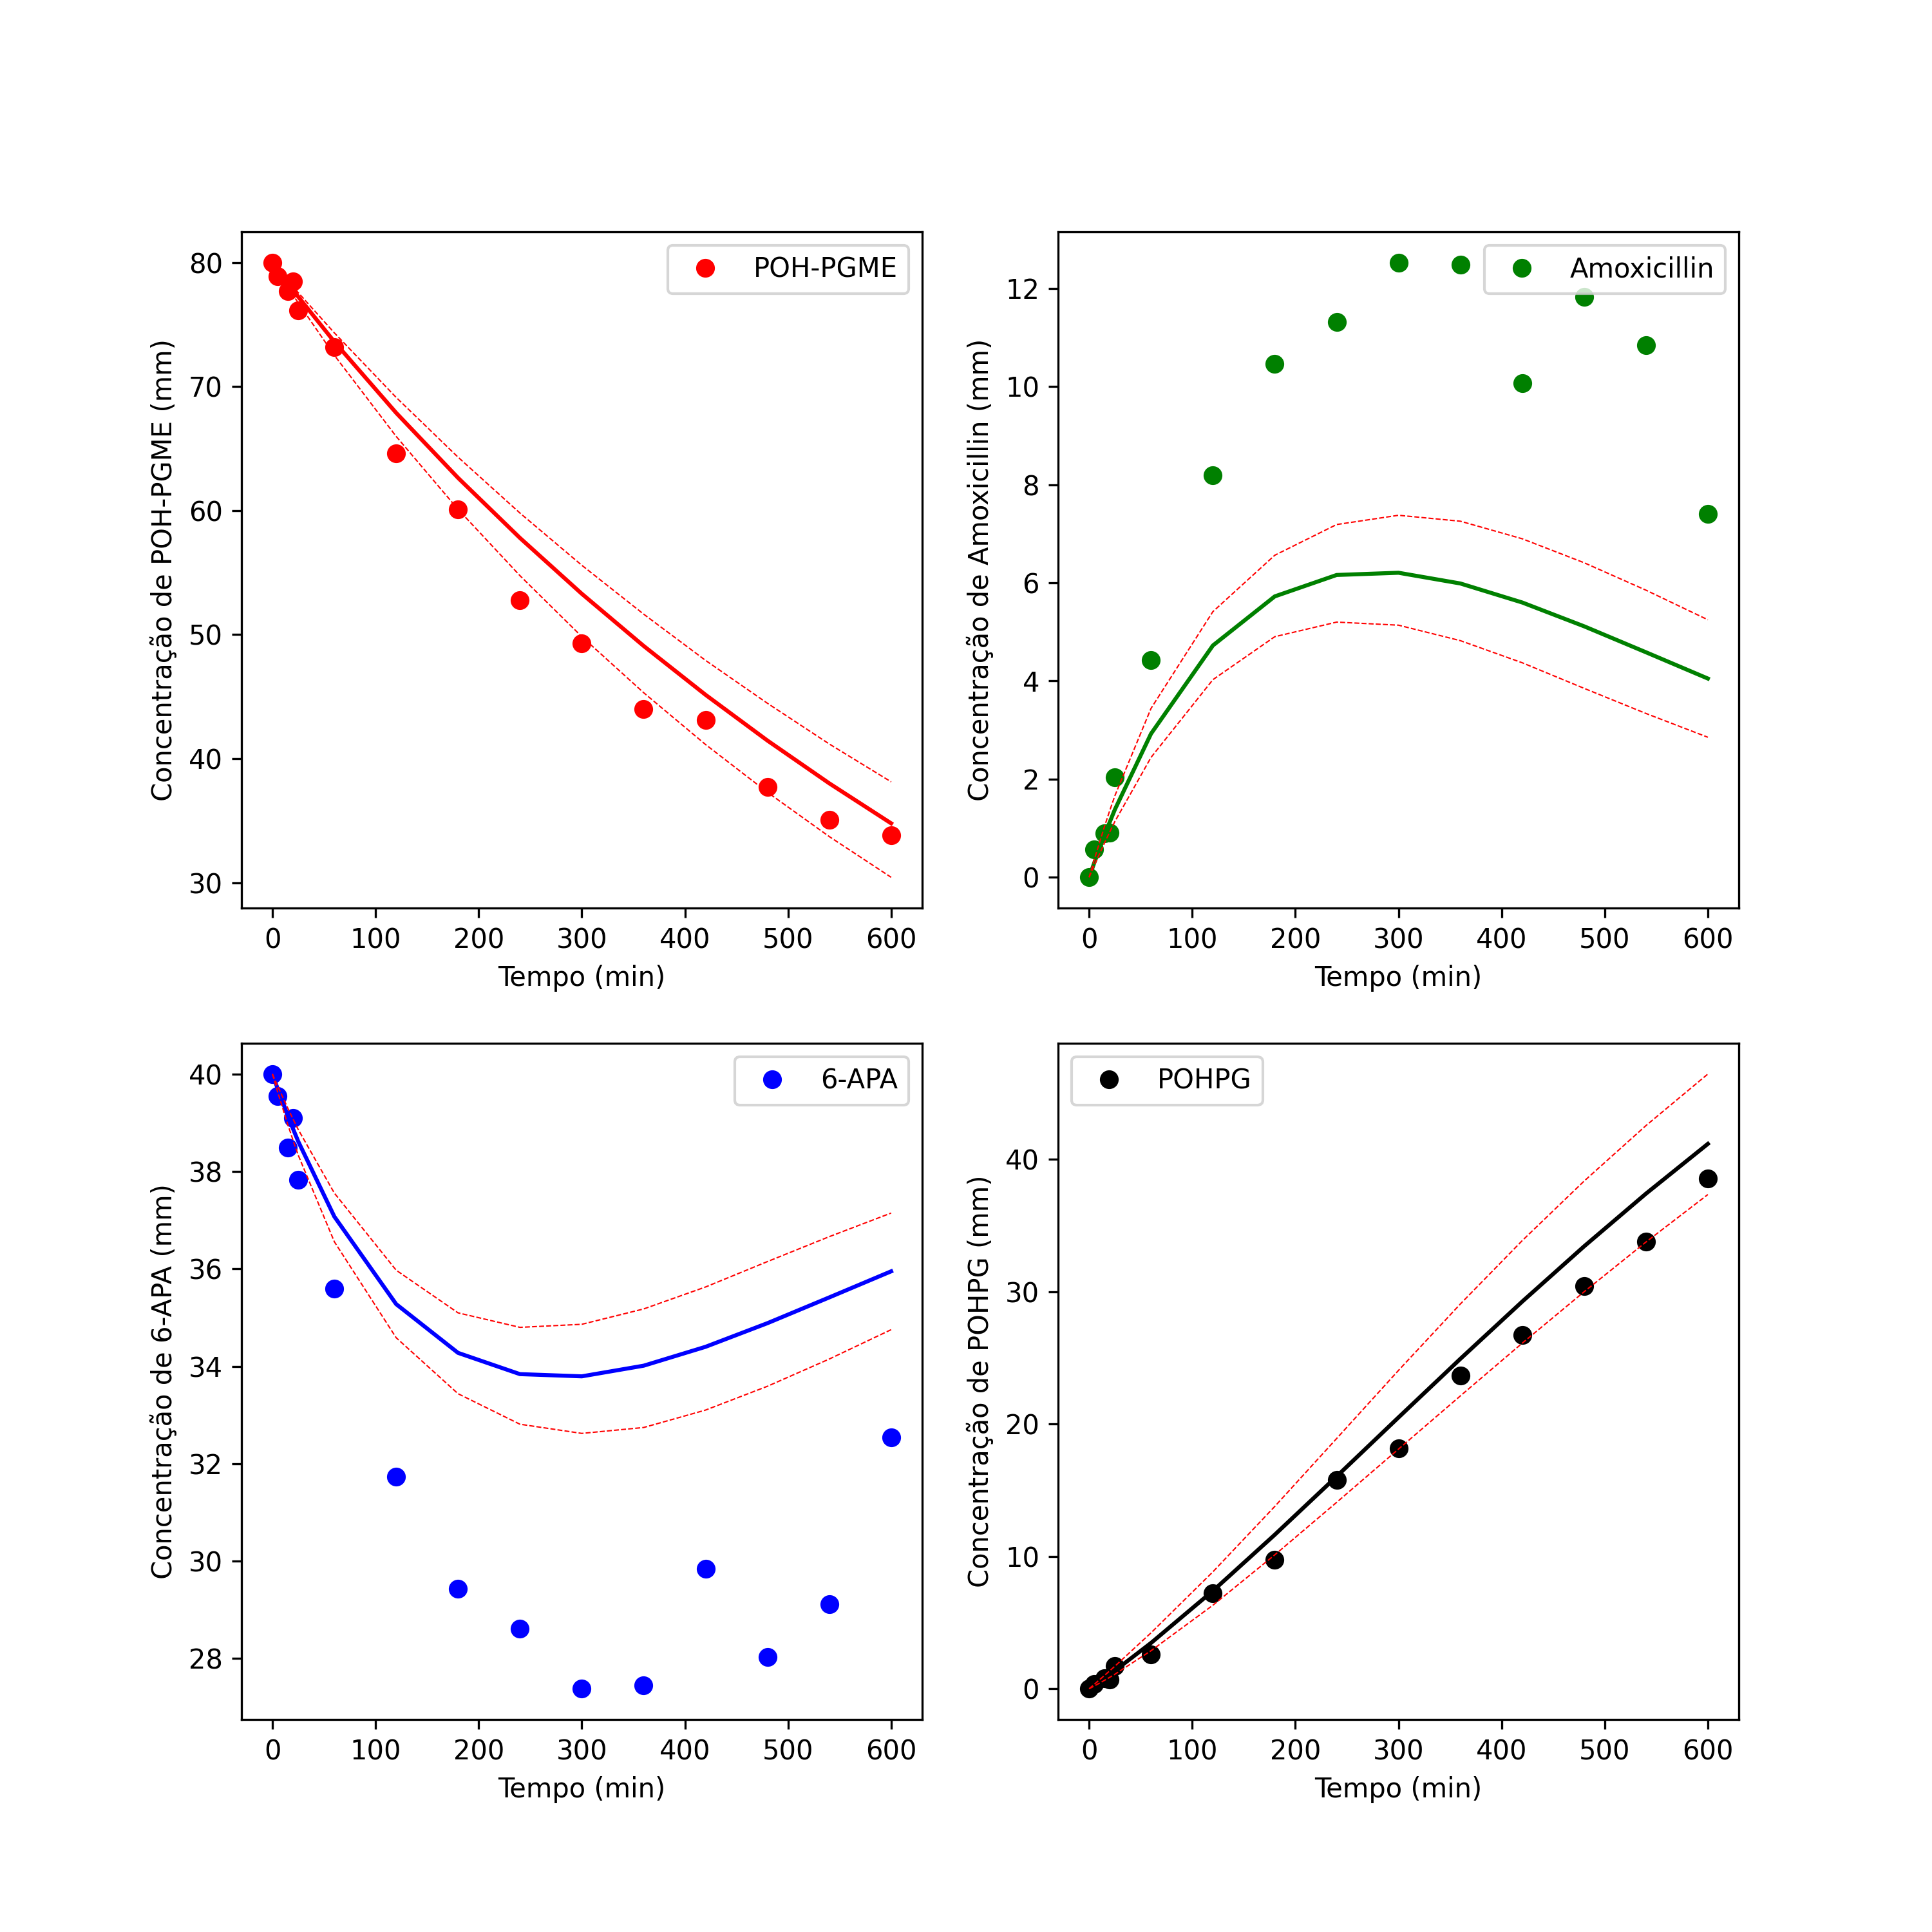 POH-PGME
80
70
60
50
40
30
Concentração de POH-PGME (mm)
0 100 200 300 400 500 600
Tempo (min)
Amoxicillin
12
10
8
6
4
2
0
Concentração de Amoxicillin (mm)
0 100 200 300 400 500 600
Tempo (min)
6-APA
40
38
36
34
32
30
28
Concentração de 6-APA (mm)
0 100 200 300 400 500 600
Tempo (min)
POHPG
40
30
20
10
0
Concentração de POHPG (mm)
0 100 200 300 400 500 600
Tempo (min)